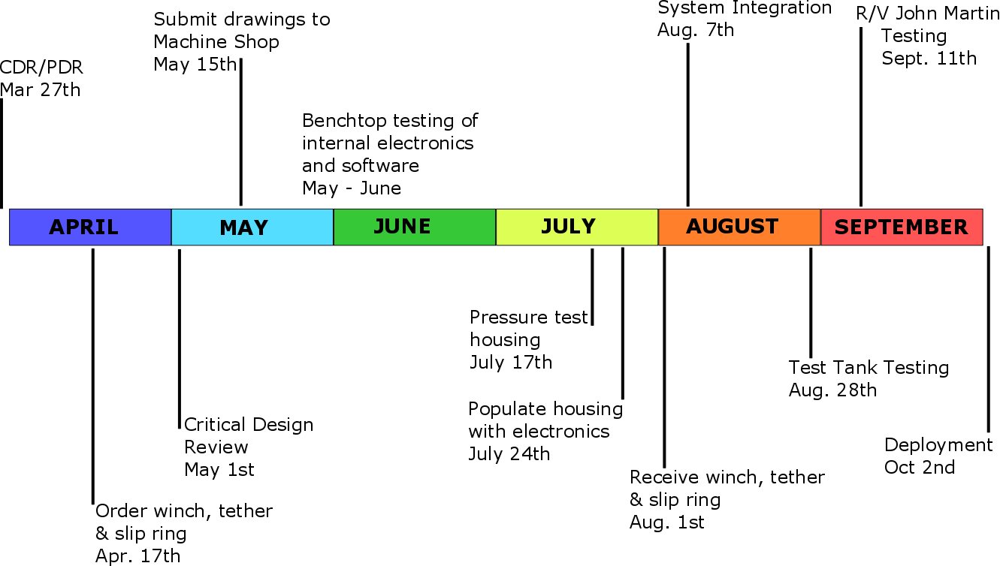 CDR/PDR
Mar 27th
Submit drawings to
Machine Shop
May 15th
Benchtop testing of
internal electronics
and software
May - June
System Integration
Aug. 7th
R/V John Martin
Testing
Sept. 11th
APRIL
MAY
JUNE
JULY
AUGUST
SEPTEMBER
Order winch, tether
& slip ring
Apr. 17th
Critical Design
Review
May 1st
Pressure test
housing
July 17th
Populate housing
with electronics
July 24th
Receive winch, tether
& slip ring
Aug. 1st
Test Tank Testing
Aug. 28th
Deployment
Oct 2nd